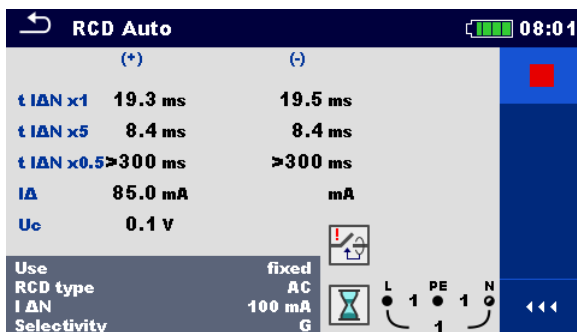 RCD Auto 08:01
(+) (-)
t IΔN x1 19.3 ms 19.5 ms
t IΔN x5 8.4 ms 8.4 ms
t IΔN x0.5 >300 ms >300 ms
IΔ 85.0 mA mA
Uc 0.1 V
!
Use fixed
RCD type AC
I ΔN 100 mA
Selectivity G
L PE N
1 1
1